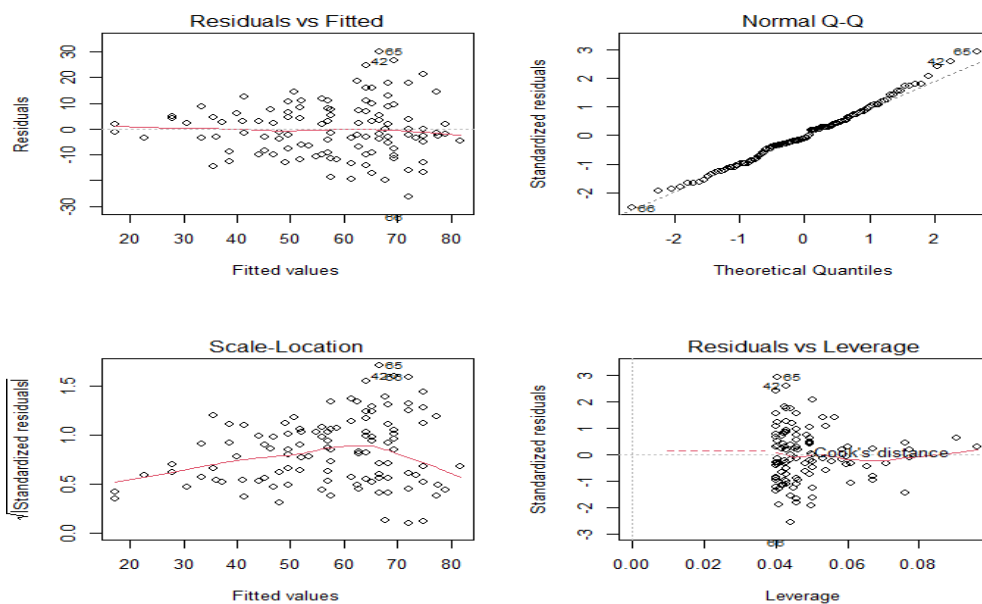 Residuals vs Fitted
Residuals
30
20
10
0
-10
-30
65
42
66
20 30 40 50 60 70 80
Fitted values
Normal Q-Q
Standardized residuals
3
2
1
0
-1
-2
65
42
66
-2 -1 0 1 2
Theoretical Quantiles
Scale-Location
√|Standardized residuals|
1.5
1.0
0.5
0.0
65
42
66
20 30 40 50 60 70 80
Fitted values
Residuals vs Leverage
Standardized residuals
3
2
1
0
-1
-2
-3
65
42
Cook's distance
66
0.00 0.02 0.04 0.06 0.08
Leverage